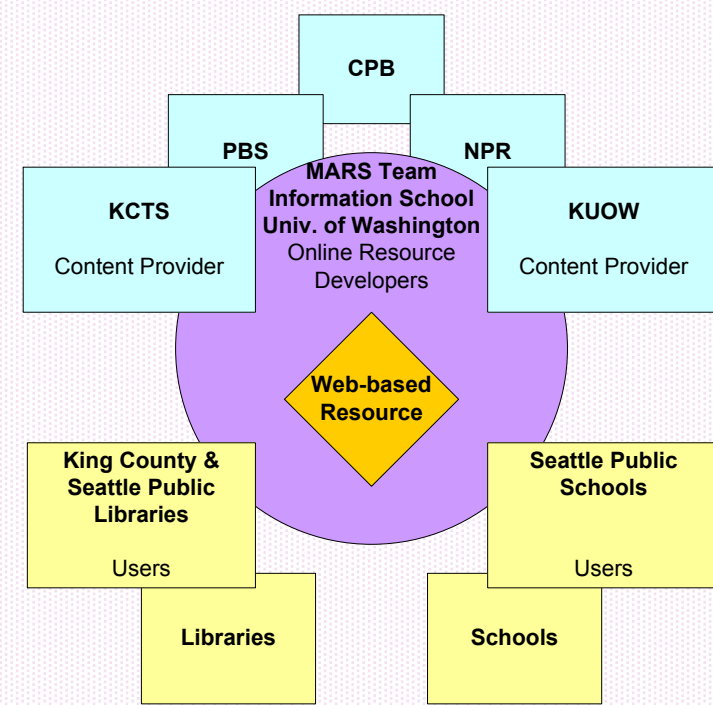 CPB
PBS
NPR
KCTS
Content Provider
MARS Team
Information School
Univ. of Washington
Online Resource
Developers
KUOW
Content Provider
Web-based
Resource
King County &
Seattle Public
Libraries
Users
Seattle Public
Schools
Users
Libraries
Schools